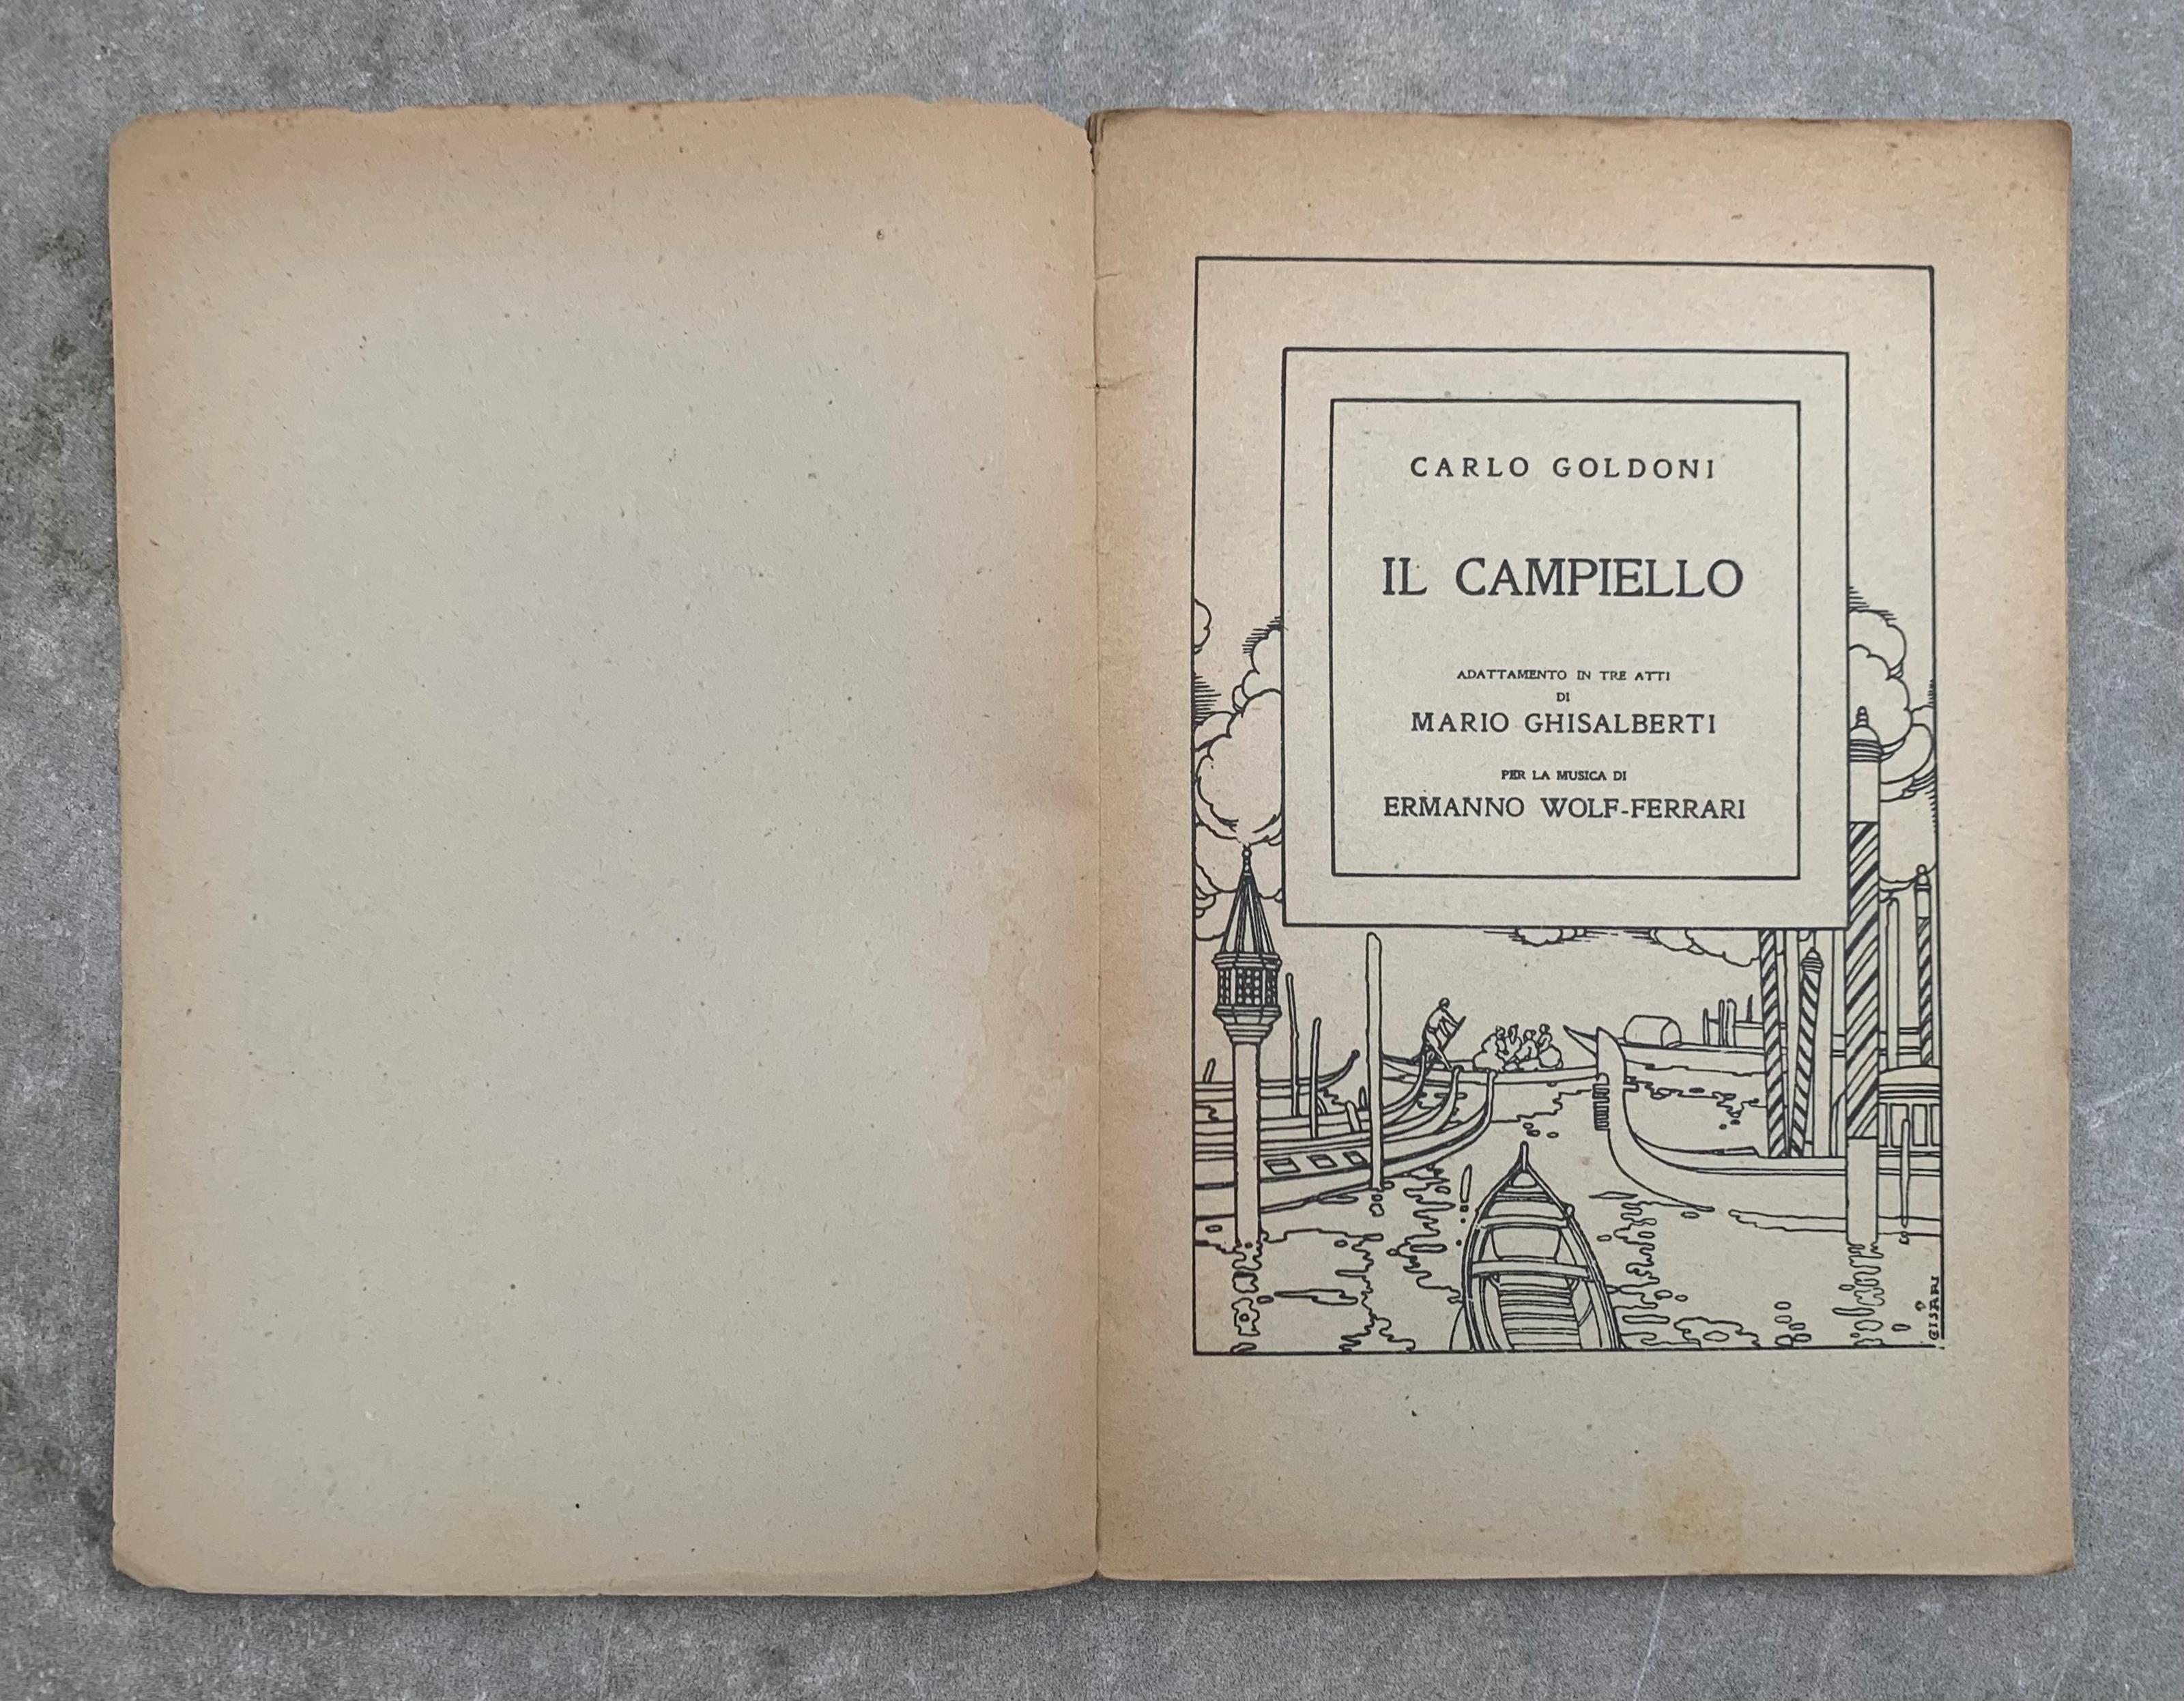 CARLO GOLDONI
IL CAMPIELLO
ADATTAMENTO IN TRE ATTI
DI
MARIO GHISALBERTI
PER LA MUSICA DI
ERMANNO WOLF-FERRARI